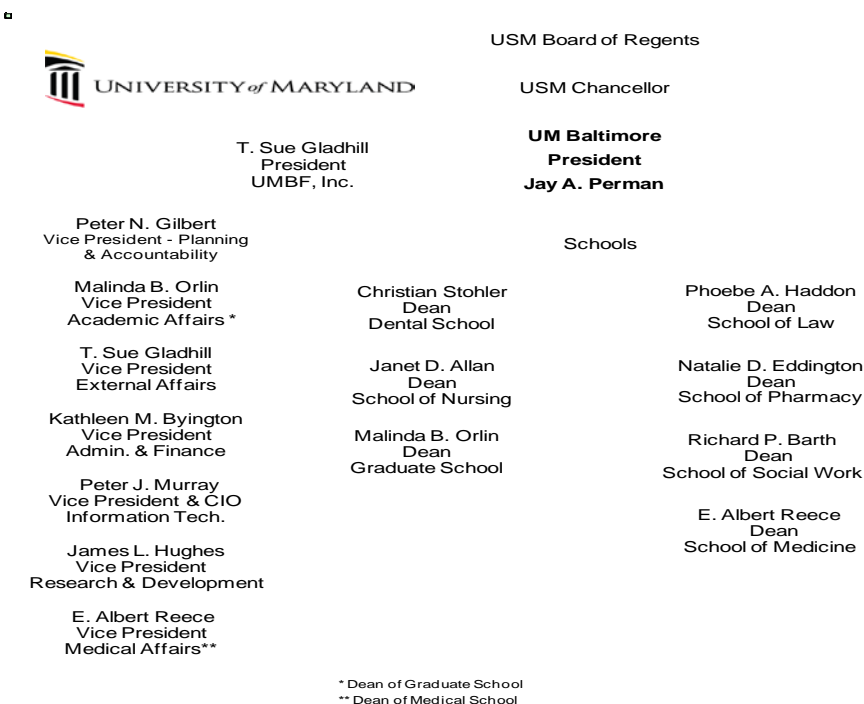 USM Board of Regents
UNIVERSITY of MARYLAND
USM Chancellor
UM Baltimore
President
Jay A. Perman
T. Sue Gladhill
President
UMBF, Inc.
Peter N. Gilbert
Vice President - Planning
& Accountability
Malinda B. Orlin
Vice President
Academic Affairs *
T. Sue Gladhill
Vice President
External Affairs
Kathleen M. Byington
Vice President
Admin. & Finance
Peter J. Murray
Vice President & CIO
Information Tech.
James L. Hughes
Vice President
Research & Development
E. Albert Reece
Vice President
Medical Affairs**
Schools
Christian Stohler
Dean
Dental School
Janet D. Allan
Dean
School of Nursing
Malinda B. Orlin
Dean
Graduate School
Phoebe A. Haddon
Dean
School of Law
Natalie D. Eddington
Dean
School of Pharmacy
Richard P. Barth
Dean
School of Social Work
E. Albert Reece
Dean
School of Medicine
* Dean of Graduate School
** Dean of Medical School